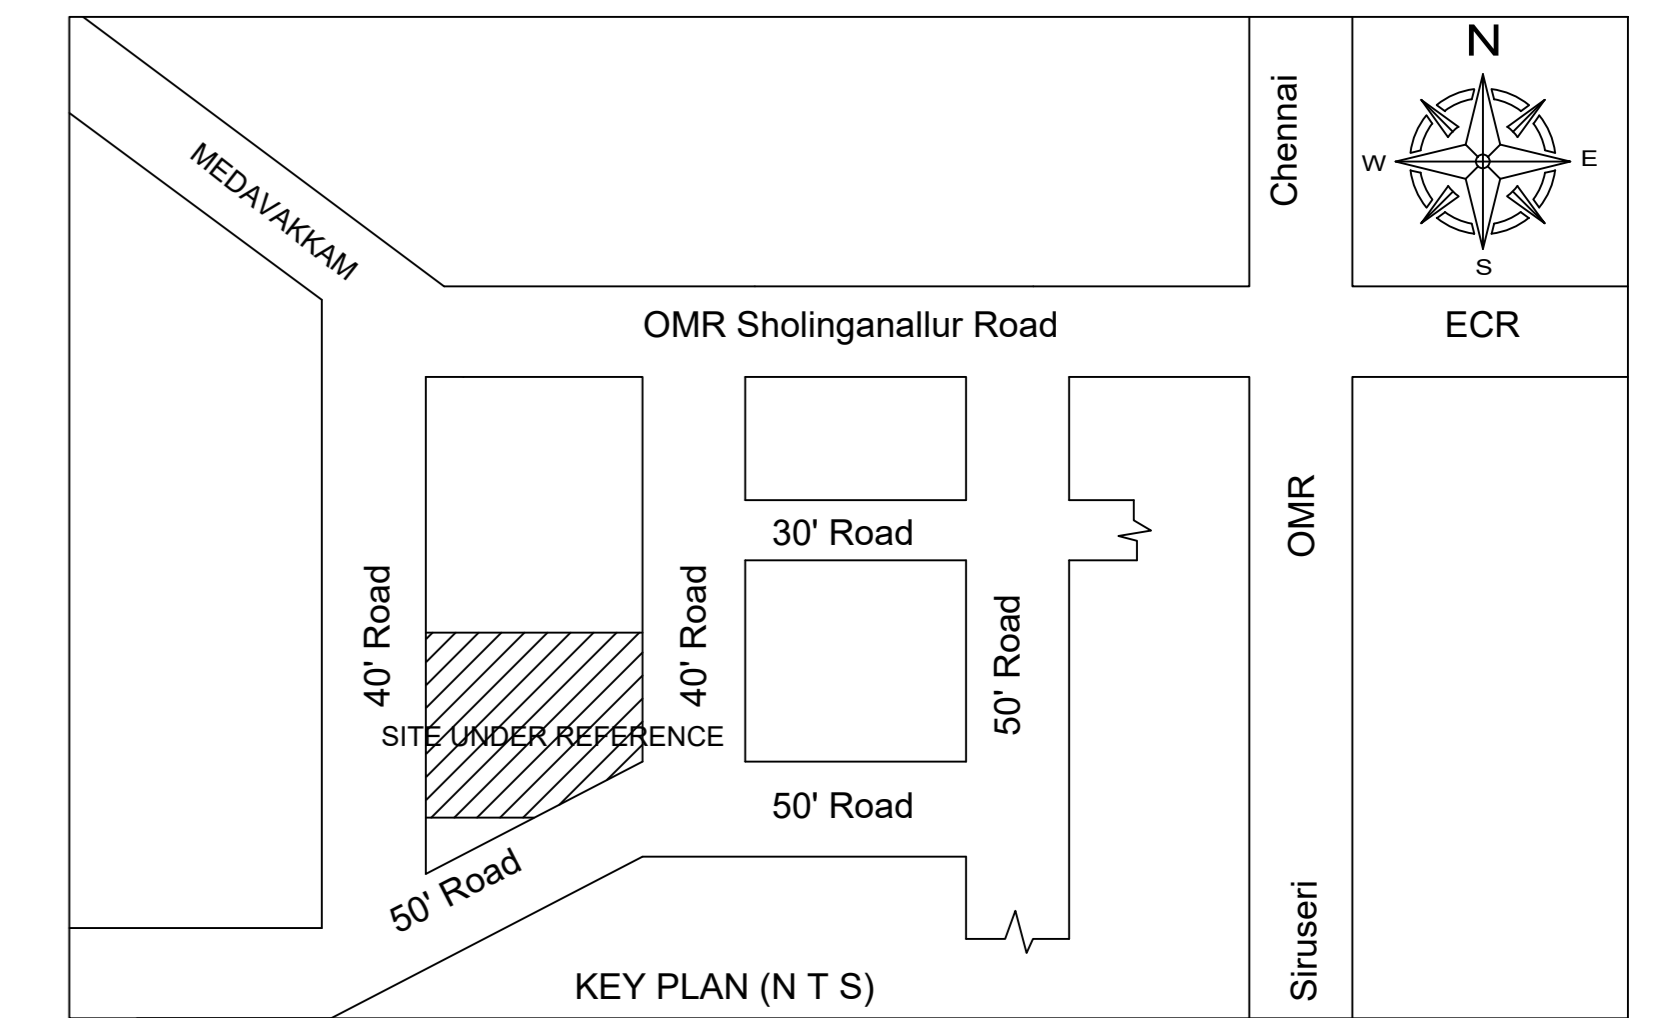 N
Chennai
W
E
MEDAVAKKAM
S
OMR Sholinganallur Road
ECR
30' Road
OMR
40' Road
40' Road
50' Road
SITE UNDER REFERENCE
50' Road
50' Road
Siruseri
KEY PLAN (N T S)